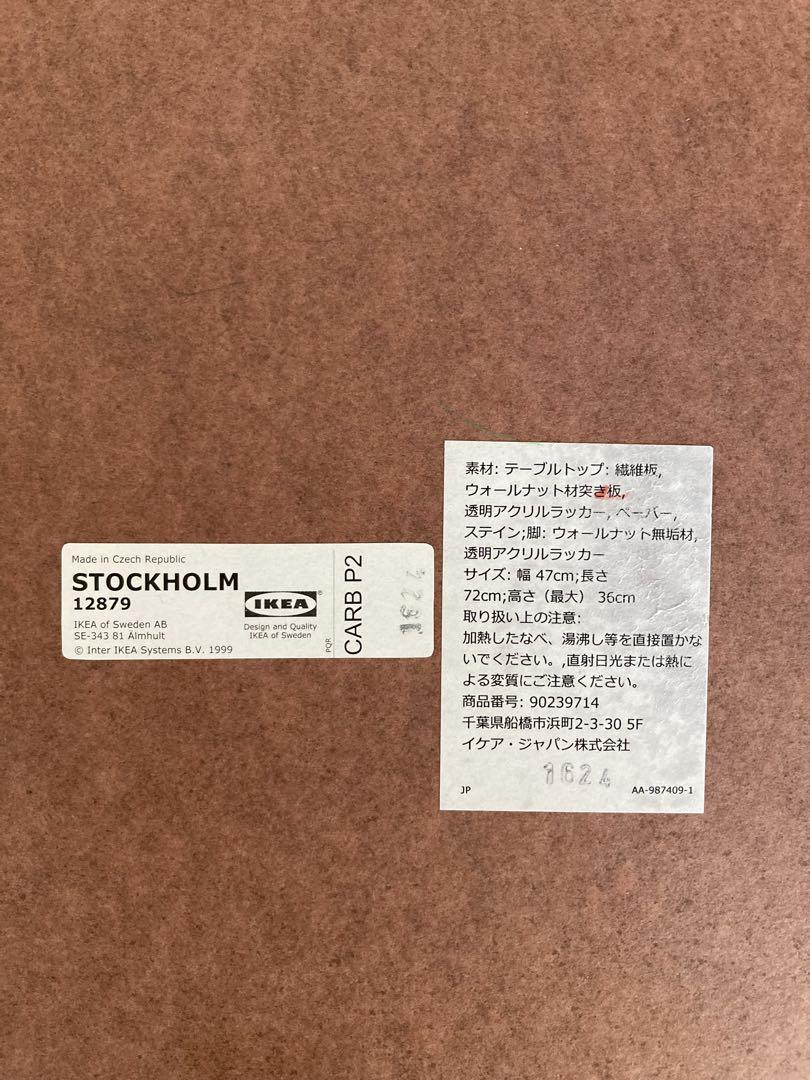 Made in Czech Republic
STOCKHOLM
12879
IKEA of Sweden AB
SE-343 81 Älmhult
© Inter IKEA Systems B.V. 1999
IKEA®
Design and Quality
IKEA of Sweden
PQR
CARB P2
1624
素材: テーブルトップ: 繊維板,
ウォールナット材突き板,
透明アクリルラッカー, ペーパー,
ステイン;脚: ウォールナット無垢材,
透明アクリルラッカー
サイズ: 幅 47cm;長さ
72cm;高さ（最大） 36cm
取り扱い上の注意:
加熱したなべ、湯沸し等を直接置かな
いでください。,直射日光または熱に
よる変質にご注意ください。
商品番号: 90239714
千葉県船橋市浜町2-3-30 5F
イケア・ジャパン株式会社
1624
JP AA-987409-1